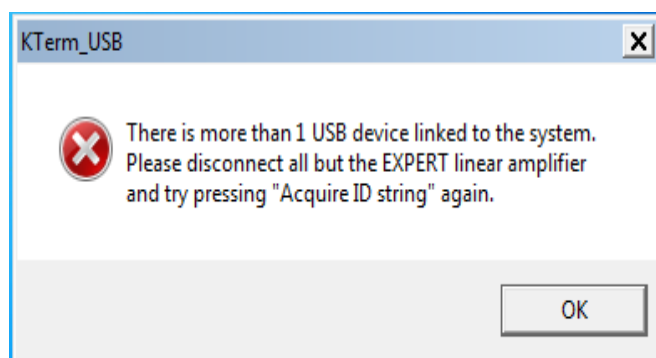 KTerm_USB
There is more than 1 USB device linked to the system.
Please disconnect all but the EXPERT linear amplifier
and try pressing "Acquire ID string" again.
OK